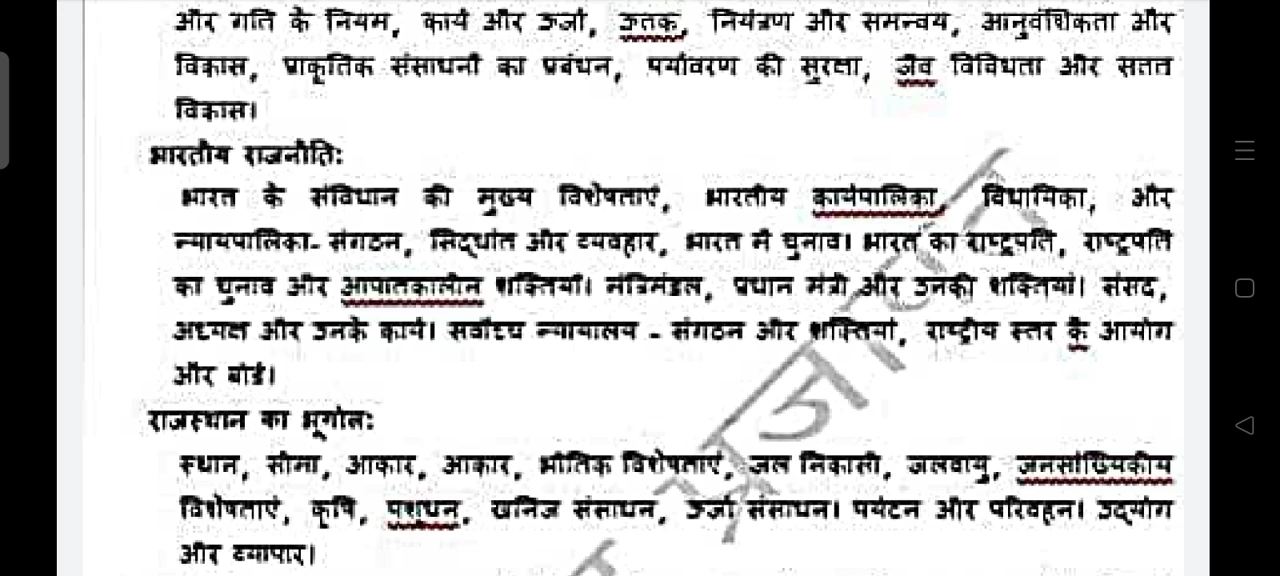 और गति के नियम, कार्य और ऊर्जा, ऊतक, नियंत्रण और समन्वय, आनुवंशिकता और
विकास, प्राकृतिक संसाधनों का प्रबंधन, पर्यावरण की सुरक्षा, जैव विविधता और सतत
विकास।
भारतीय राजनीति:
भारत के संविधान की मुख्य विशेषताएं, भारतीय कार्यपालिका, विधायिका, और
न्यायपालिका- संगठन, सिद्धांत और व्यवहार, भारत में चुनाव। भारत का राष्ट्रपति, राष्ट्रपति
का चुनाव और आपातकालीन शक्तियाँ। मंत्रिमंडल, प्रधान मंत्री और उनकी शक्तियां। संसद,
अध्यक्ष और उनके कार्य। सर्वोच्च न्यायालय - संगठन और शक्तियां, राष्ट्रीय स्तर के आयोग
और बोर्ड।
राजस्थान का भूगोल:
स्थान, सीमा, आकार, आकार, भौतिक विशेषताएं, जल निकासी, जलवायु, जनसांख्यिकीय
विशेषताएं, कृषि, पशुधन, खनिज संसाधन, ऊर्जा संसाधन। पर्यटन और परिवहन। उद्योग
और व्यापार।